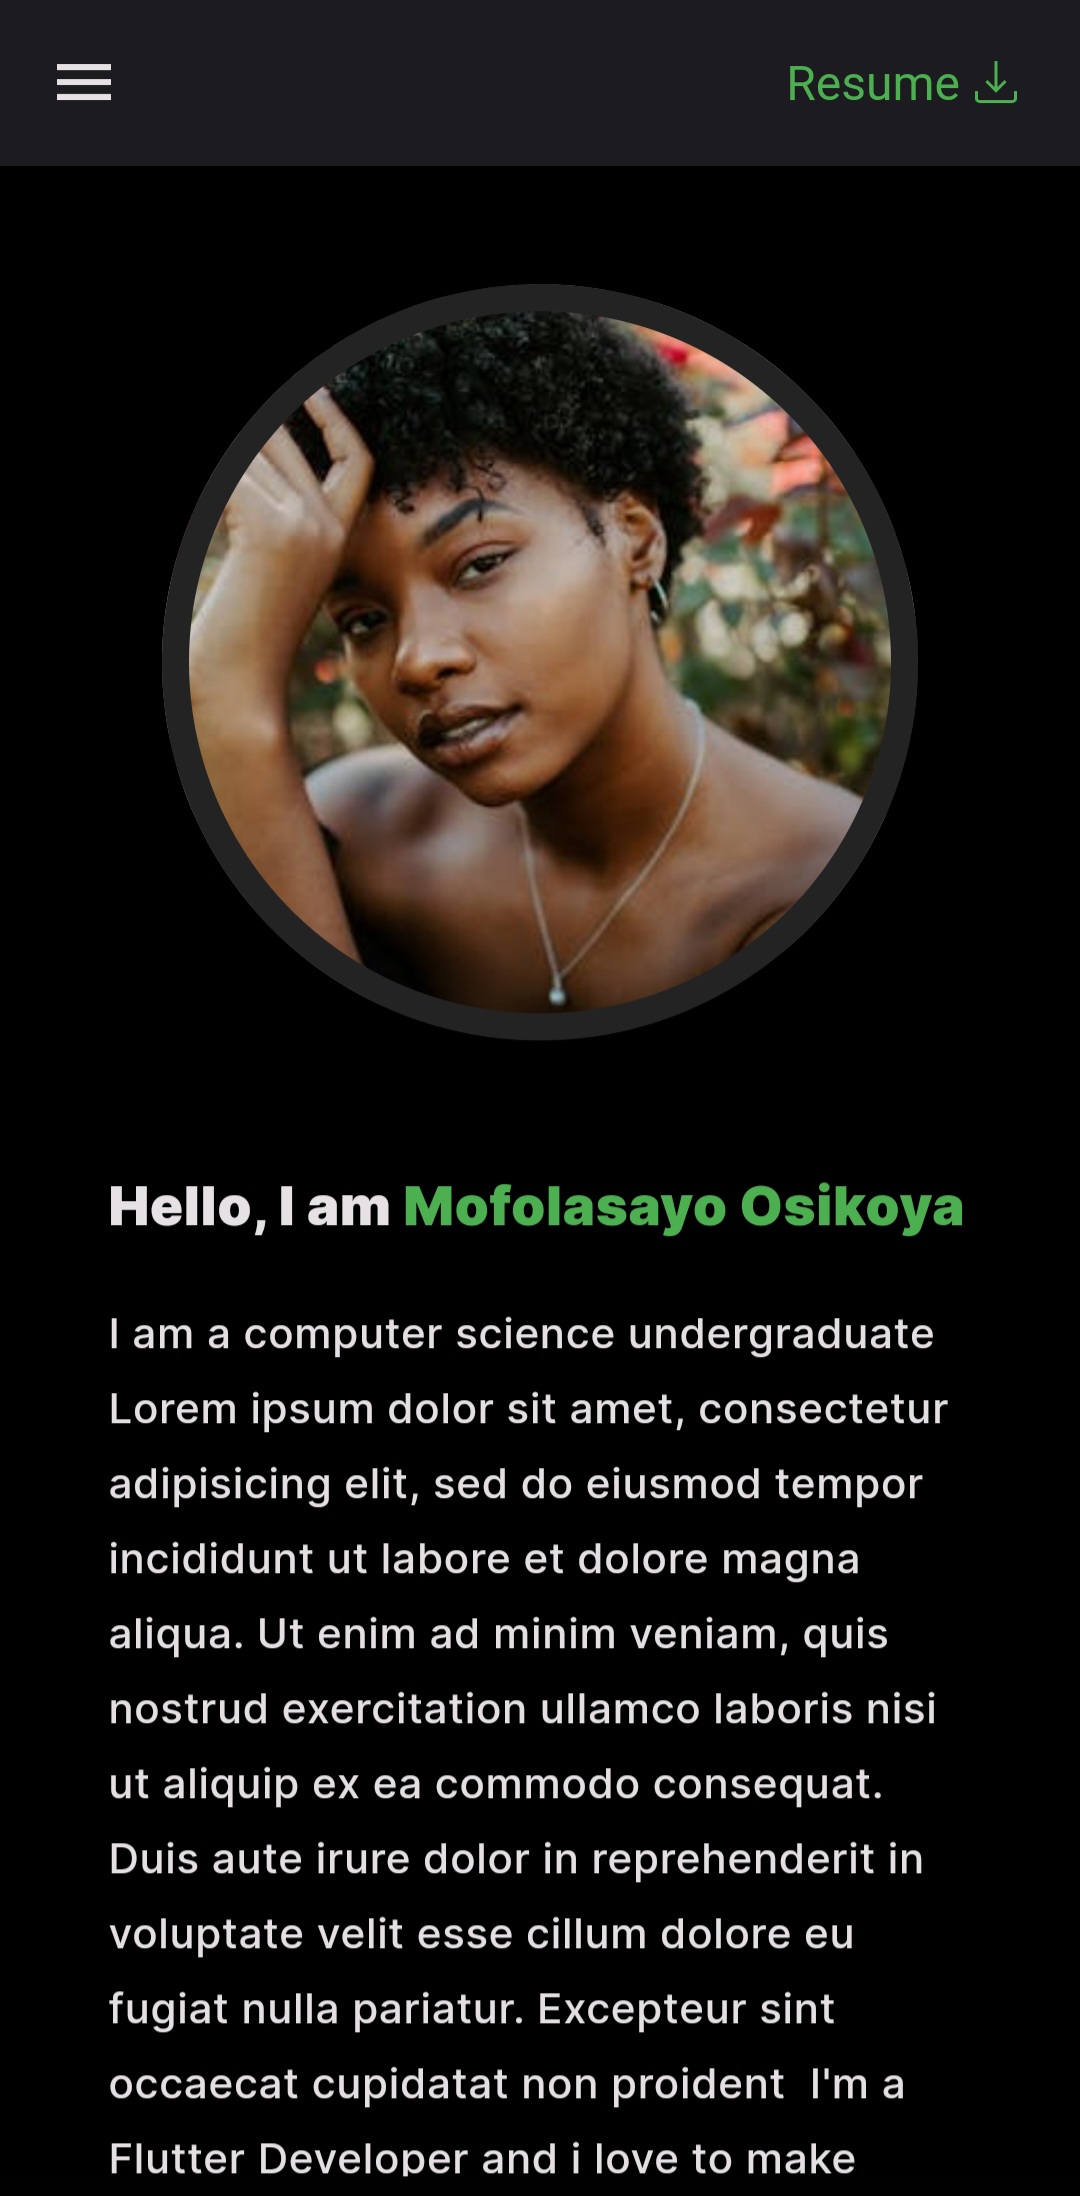 Resume
Hello, I am Mofolasayo Osikoya
I am a computer science undergraduate
Lorem ipsum dolor sit amet, consectetur
adipisicing elit, sed do eiusmod tempor
incididunt ut labore et dolore magna
aliqua. Ut enim ad minim veniam, quis
nostrud exercitation ullamco laboris nisi
ut aliquip ex ea commodo consequat.
Duis aute irure dolor in reprehenderit in
voluptate velit esse cillum dolore eu
fugiat nulla pariatur. Excepteur sint
occaecat cupidatat non proident  I'm a
Flutter Developer and i love to make